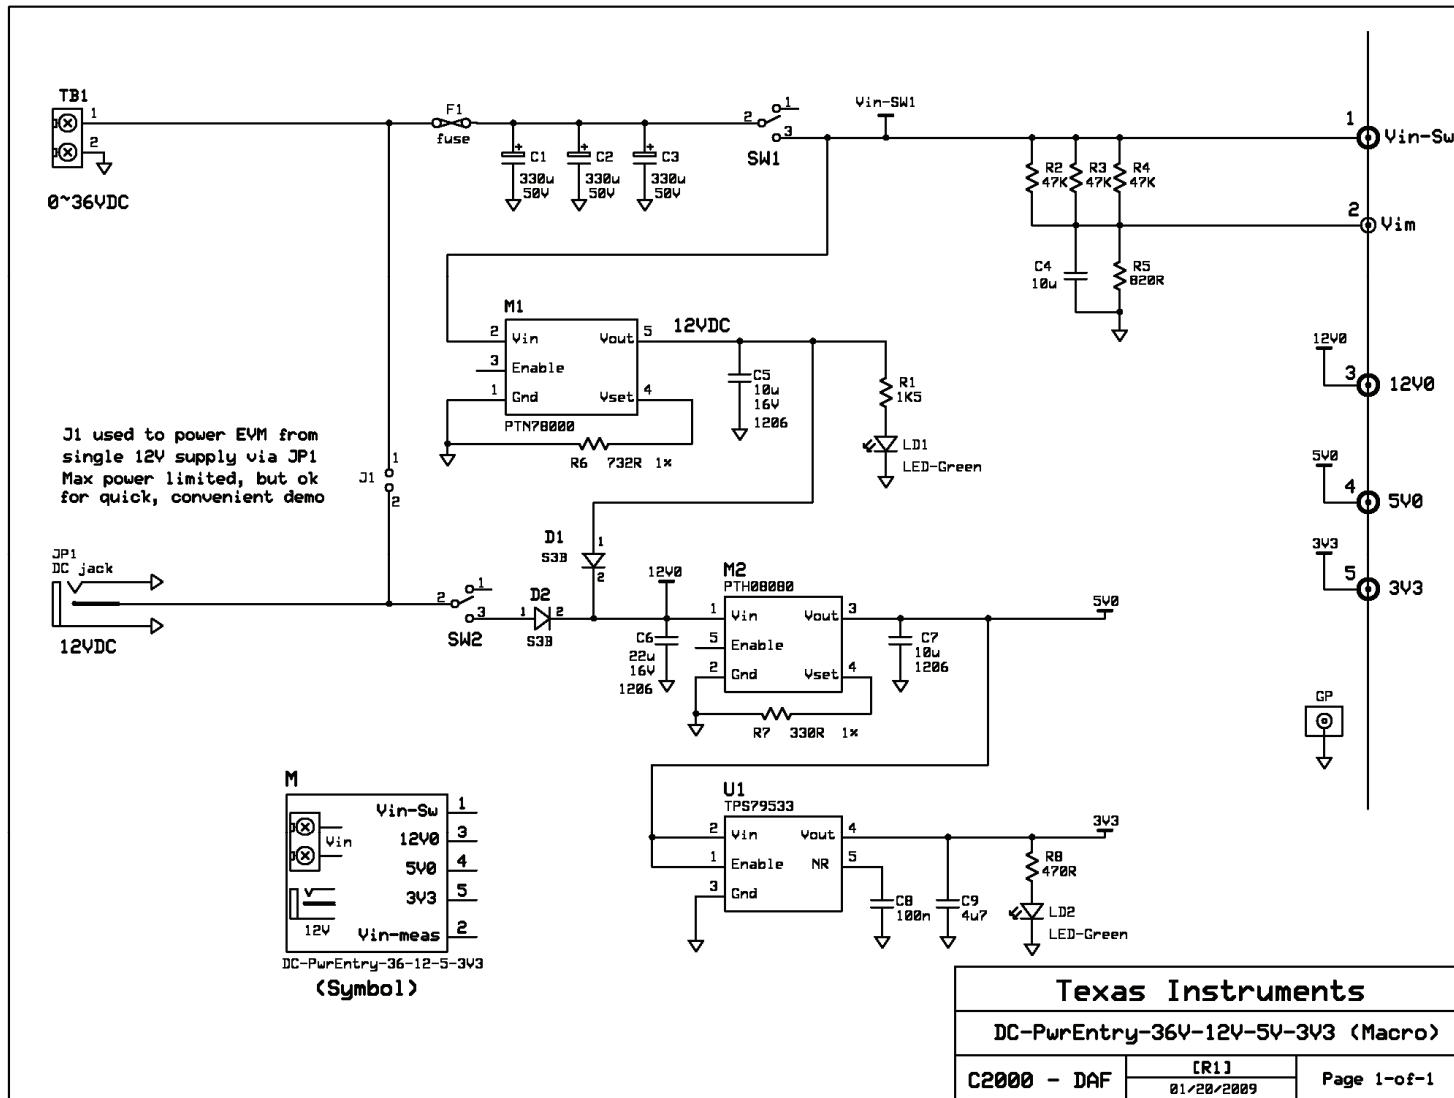 TB1
1
2
0~36VDC
F1
fuse
+
C1
330u
50V
+
C2
330u
50V
+
C3
330u
50V
2
1
3
SW1
Vin-SW1
R2
47K
R3
47K
R4
47K
1
Vin-Sw
2
Vim
C4
10u
R5
820R
M1
2
Vin
3
Enable
1
Gnd
Vout
5
Vset
4
PTN78000
12VDC
R6 732R 1%
C5
10u
16V
1206
R1
1K5
LD1
LED-Green
12V0
3
12V0
5V0
4
5V0
3V3
5
3V3
J1 used to power EVM from
single 12V supply via JP1
Max power limited, but ok
for quick, convenient demo
J1
1
2
JP1
DC jack
12VDC
2
1
3
SW2
D1
S3B
1
2
D2
1
2
S3B
12V0
C6
22u
16V
1206
M2
PTH08080
1
Vin
5
Enable
2
Gnd
Vout
3
Vset
4
R7 330R 1%
C7
10u
1206
5V0
GP
U1
TPS79533
2
Vin
1
Enable
3
Gnd
Vout
4
NR
5
C8
100n
C9
4u7
3V3
R8
470R
LD2
LED-Green
M
Vin
12V
Vin-Sw
1
12V0
3
5V0
4
3V3
5
Vin-meas
2
DC-PwrEntry-36-12-5-3V3
(Symbol)
Texas Instruments
DC-PwrEntry-36V-12V-5V-3V3 (Macro)
C2000 - DAF
[R1]
01/20/2009
Page 1-of-1